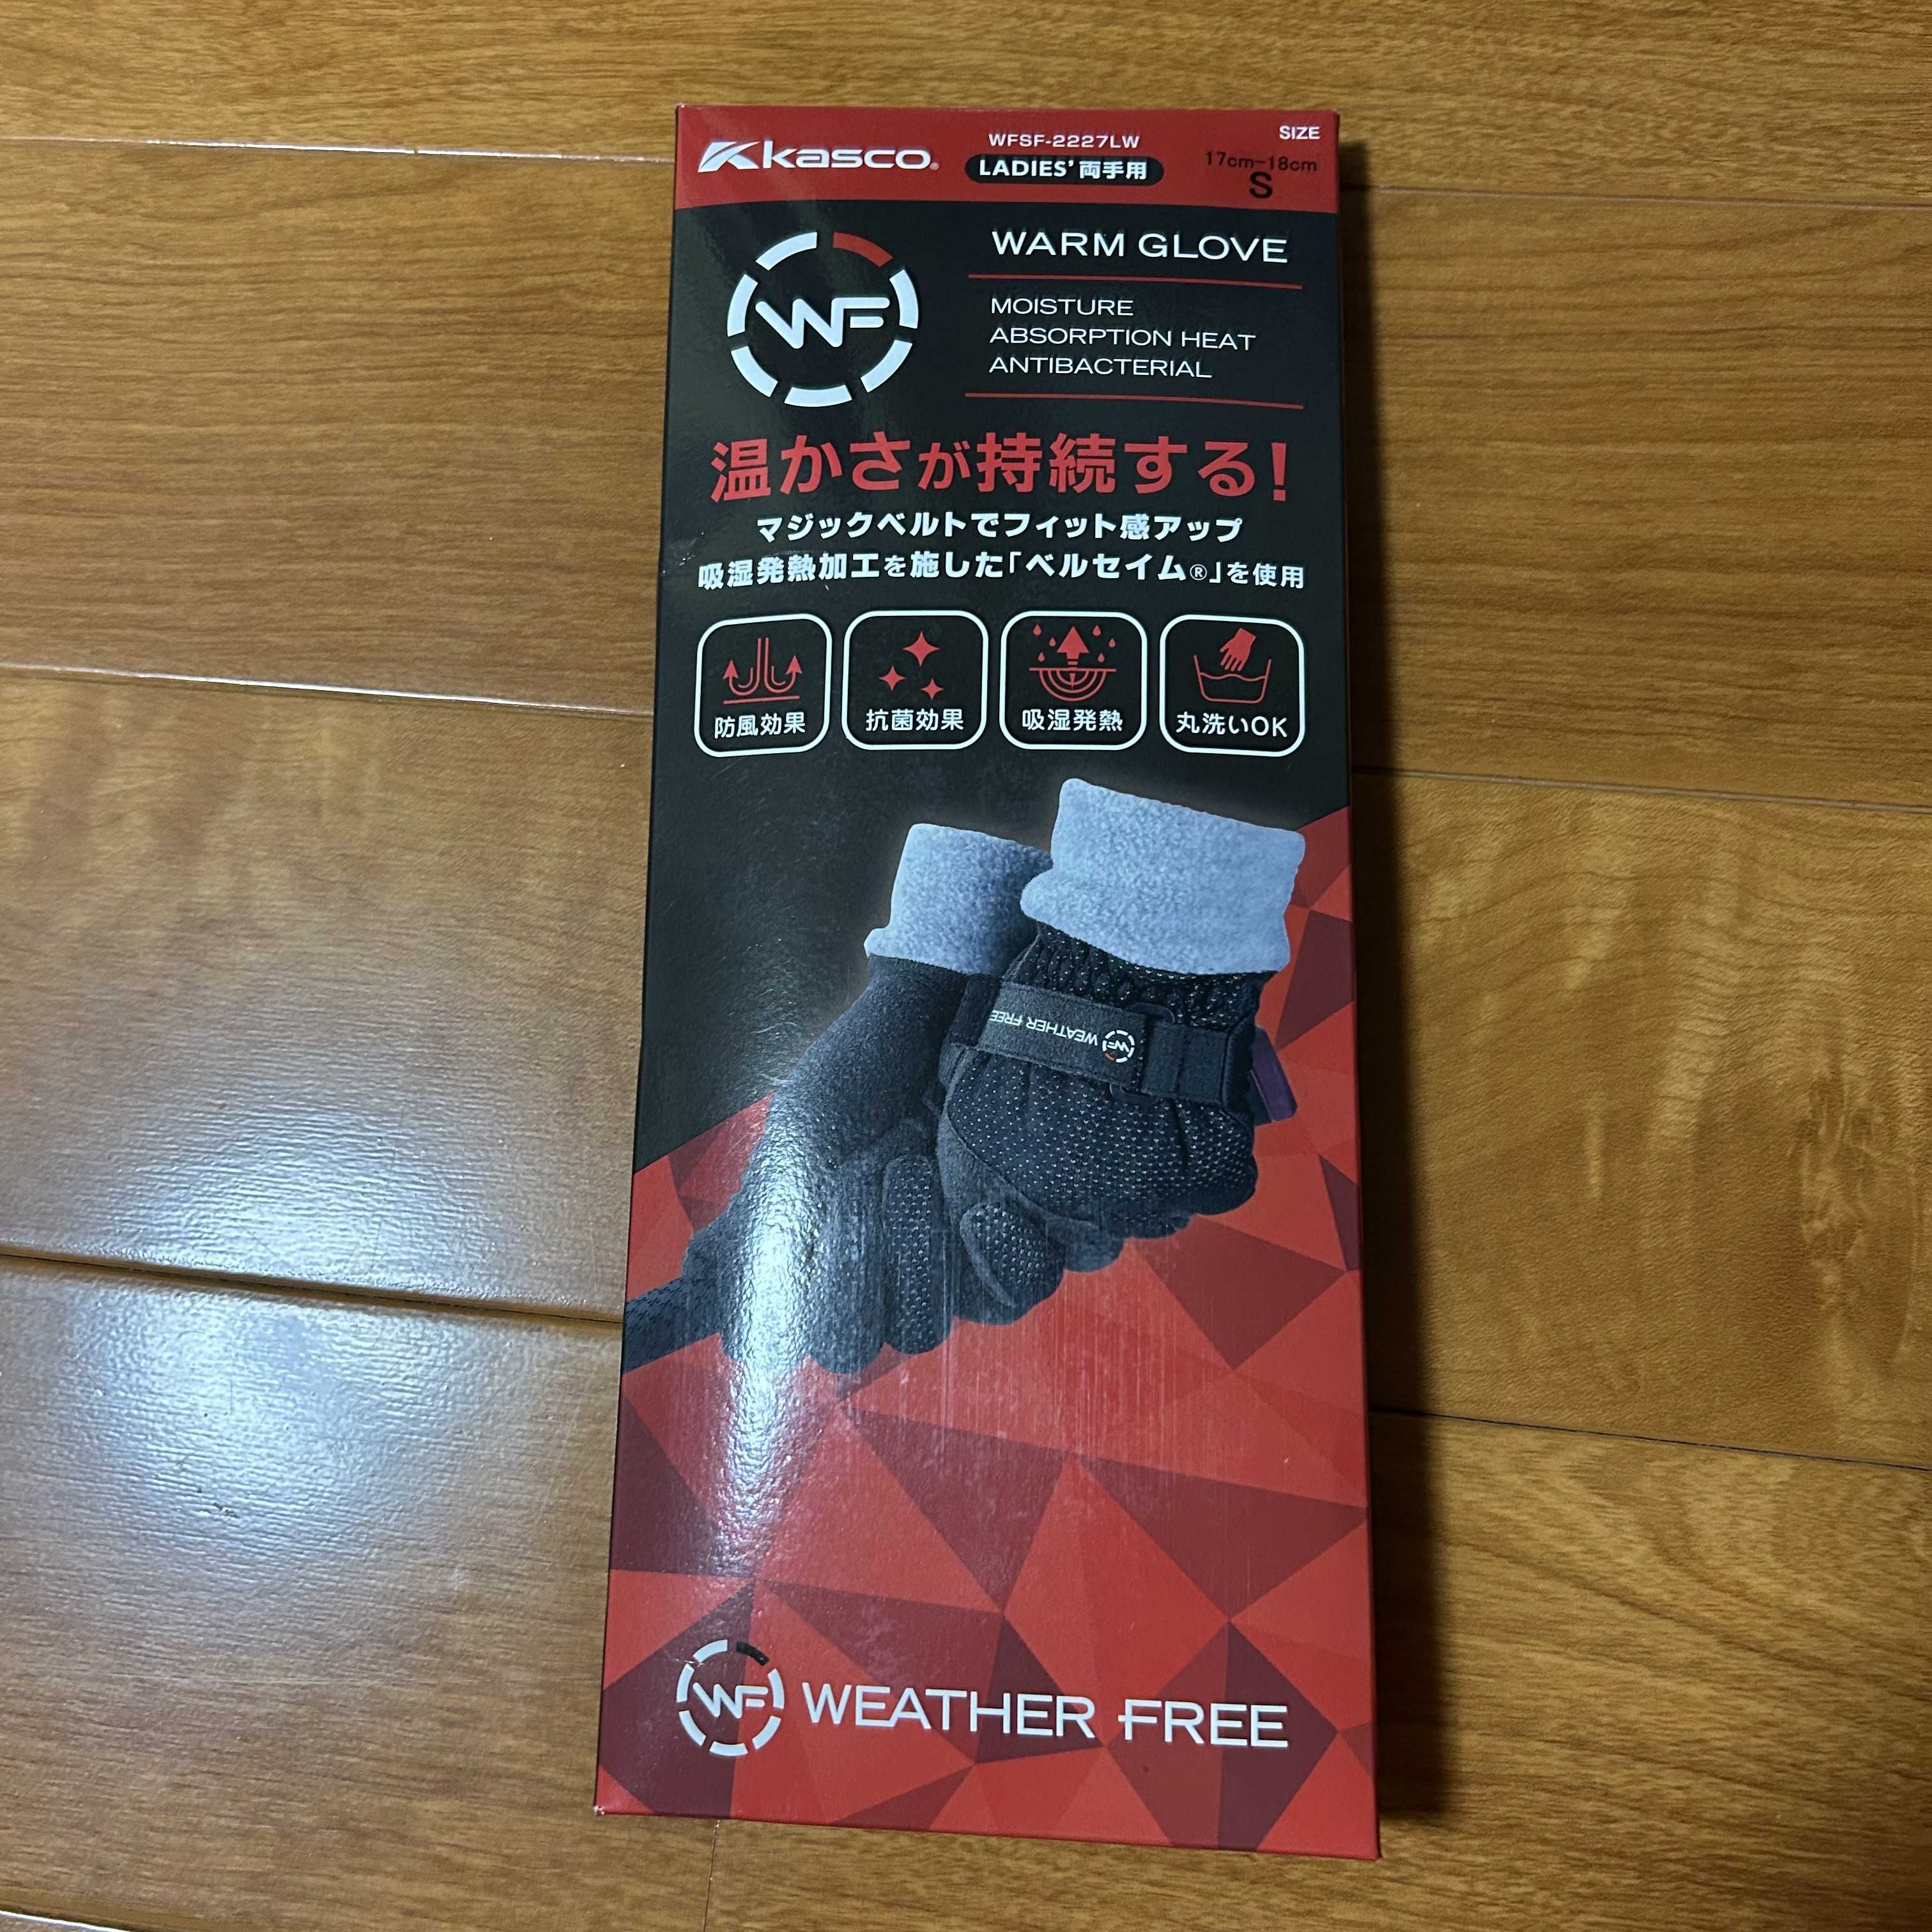 kasco®
WFSF-2227LW
LADIES' 両手用
SIZE
17cm-18cm
S
WF
WARM GLOVE
MOISTURE
ABSORPTION HEAT
ANTIBACTERIAL
温かさが持続する!
マジックベルトでフィット感アップ
吸湿発熱加工を施した「ベルセイム®」を使用
防風効果
抗菌効果
吸湿発熱
丸洗いOK
WF WEATHER FREE
WF WEATHER FREE